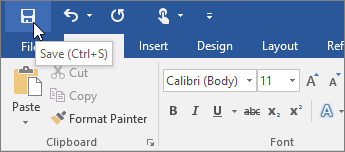 File Insert Design Layout Ref
Save (Ctrl+S)
Cut
Calibri (Body) 11 A A
Copy
Paste
Format Painter
B I U abc x₂ x² A
Clipboard Font